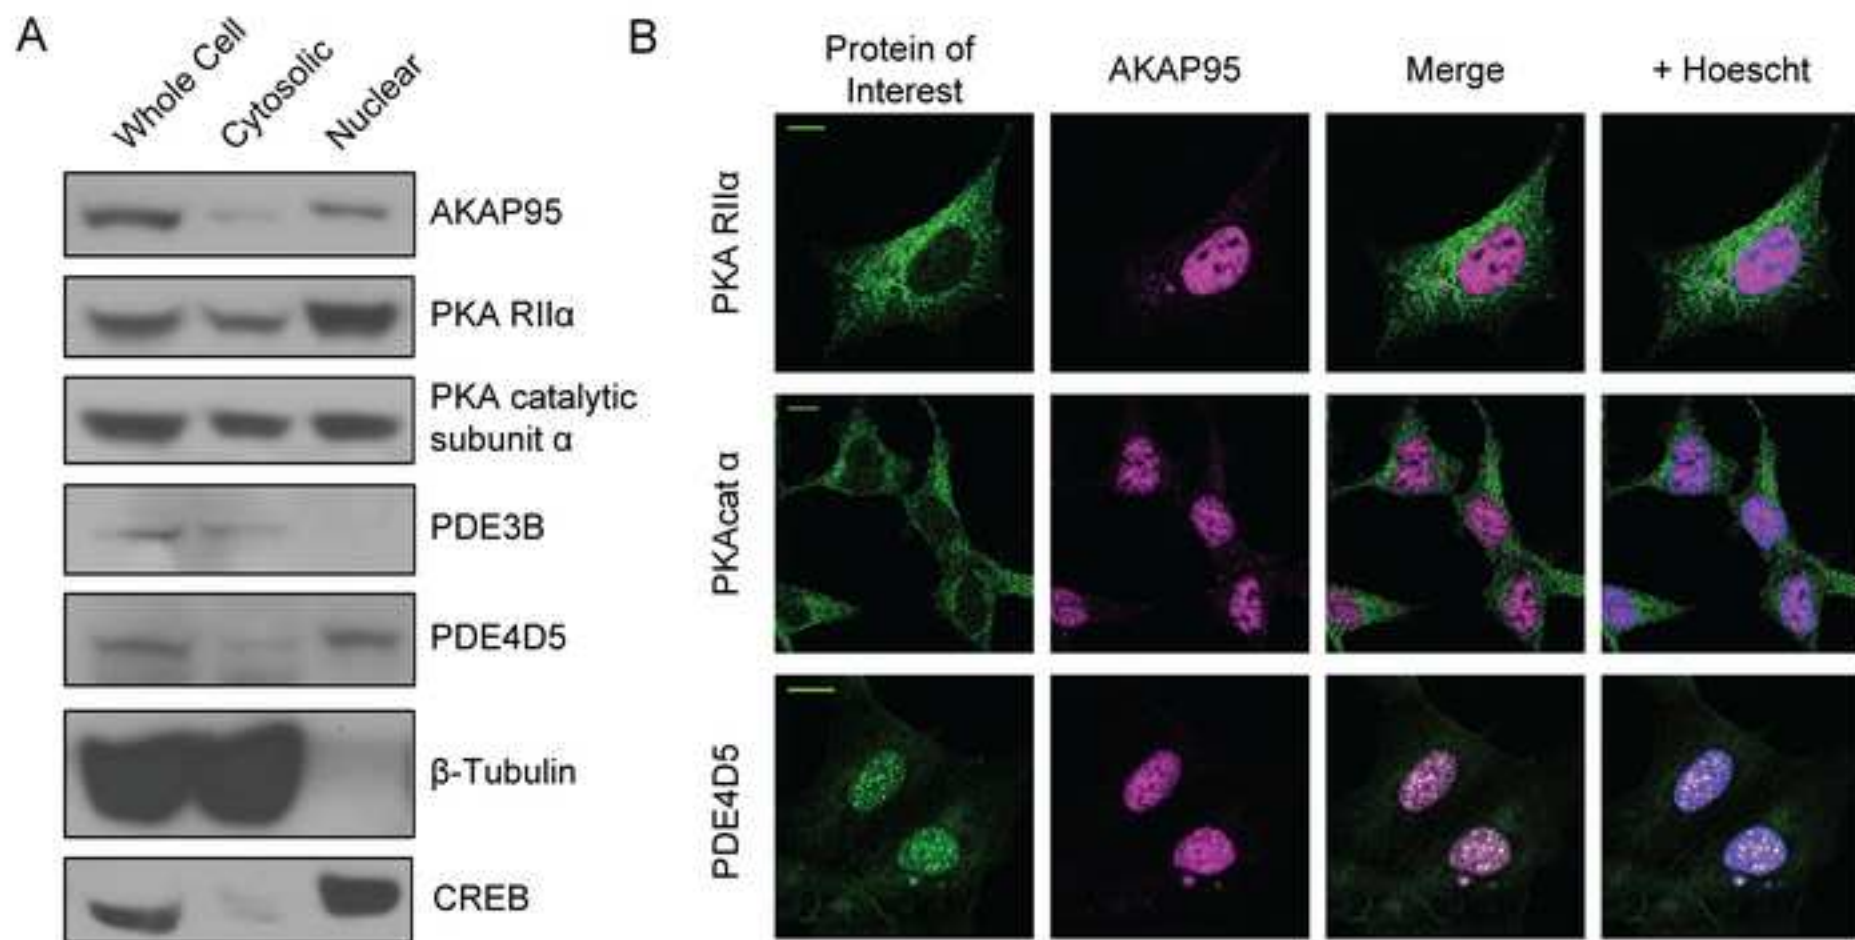 A
Whole Cell
Cytosolic
Nuclear
AKAP95
PKA RIIα
PKA catalytic
subunit α
PDE3B
PDE4D5
β-Tubulin
CREB
B
Protein of
Interest
AKAP95
Merge
+ Hoescht
PKA RIIα
PKAcat α
PDE4D5